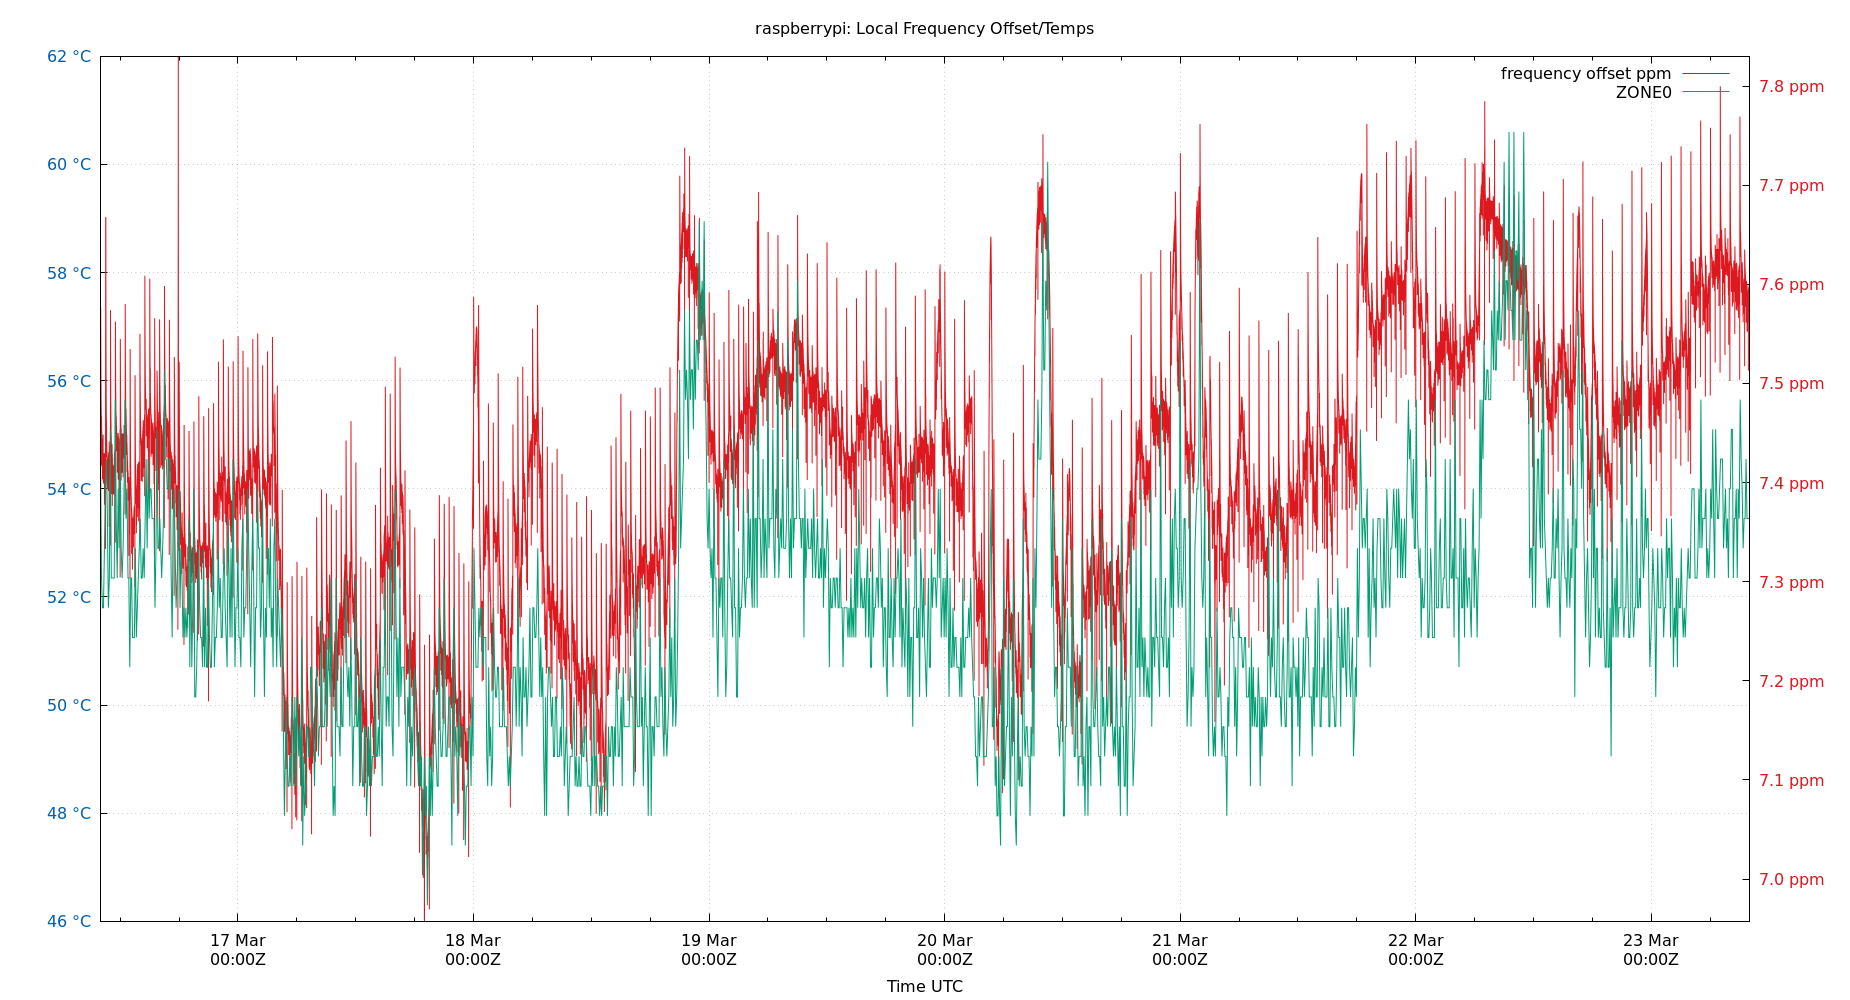 raspberrypi: Local Frequency Offset/Temps
62 °C
60 °C
58 °C
56 °C
54 °C
52 °C
50 °C
48 °C
46 °C
frequency offset ppm
ZONE0
7.8 ppm
7.7 ppm
7.6 ppm
7.5 ppm
7.4 ppm
7.3 ppm
7.2 ppm
7.1 ppm
7.0 ppm
17 Mar 18 Mar 19 Mar 20 Mar 21 Mar 22 Mar 23 Mar
00:00Z 00:00Z 00:00Z 00:00Z 00:00Z 00:00Z 00:00Z
Time UTC